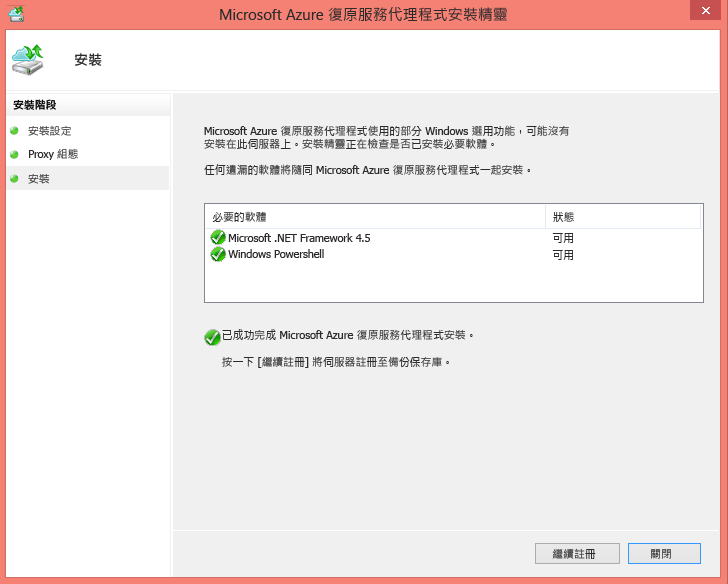 Microsoft Azure 復原服務代理程式安裝精靈
安裝
安裝階段
安裝設定
Proxy 組態
安裝
Microsoft Azure 復原服務代理程式使用的部分 Windows 選用功能，可能沒有
安裝在此伺服器上。安裝精靈正在檢查是否已安裝必要軟體。
任何遺漏的軟體將隨同 Microsoft Azure 復原服務代理程式一起安裝。
必要的軟體 狀態
Microsoft .NET Framework 4.5 可用
Windows Powershell 可用
已成功完成 Microsoft Azure 復原服務代理程式安裝。
按一下 [繼續註冊] 將伺服器註冊至備份保存庫。
繼續註冊 關閉